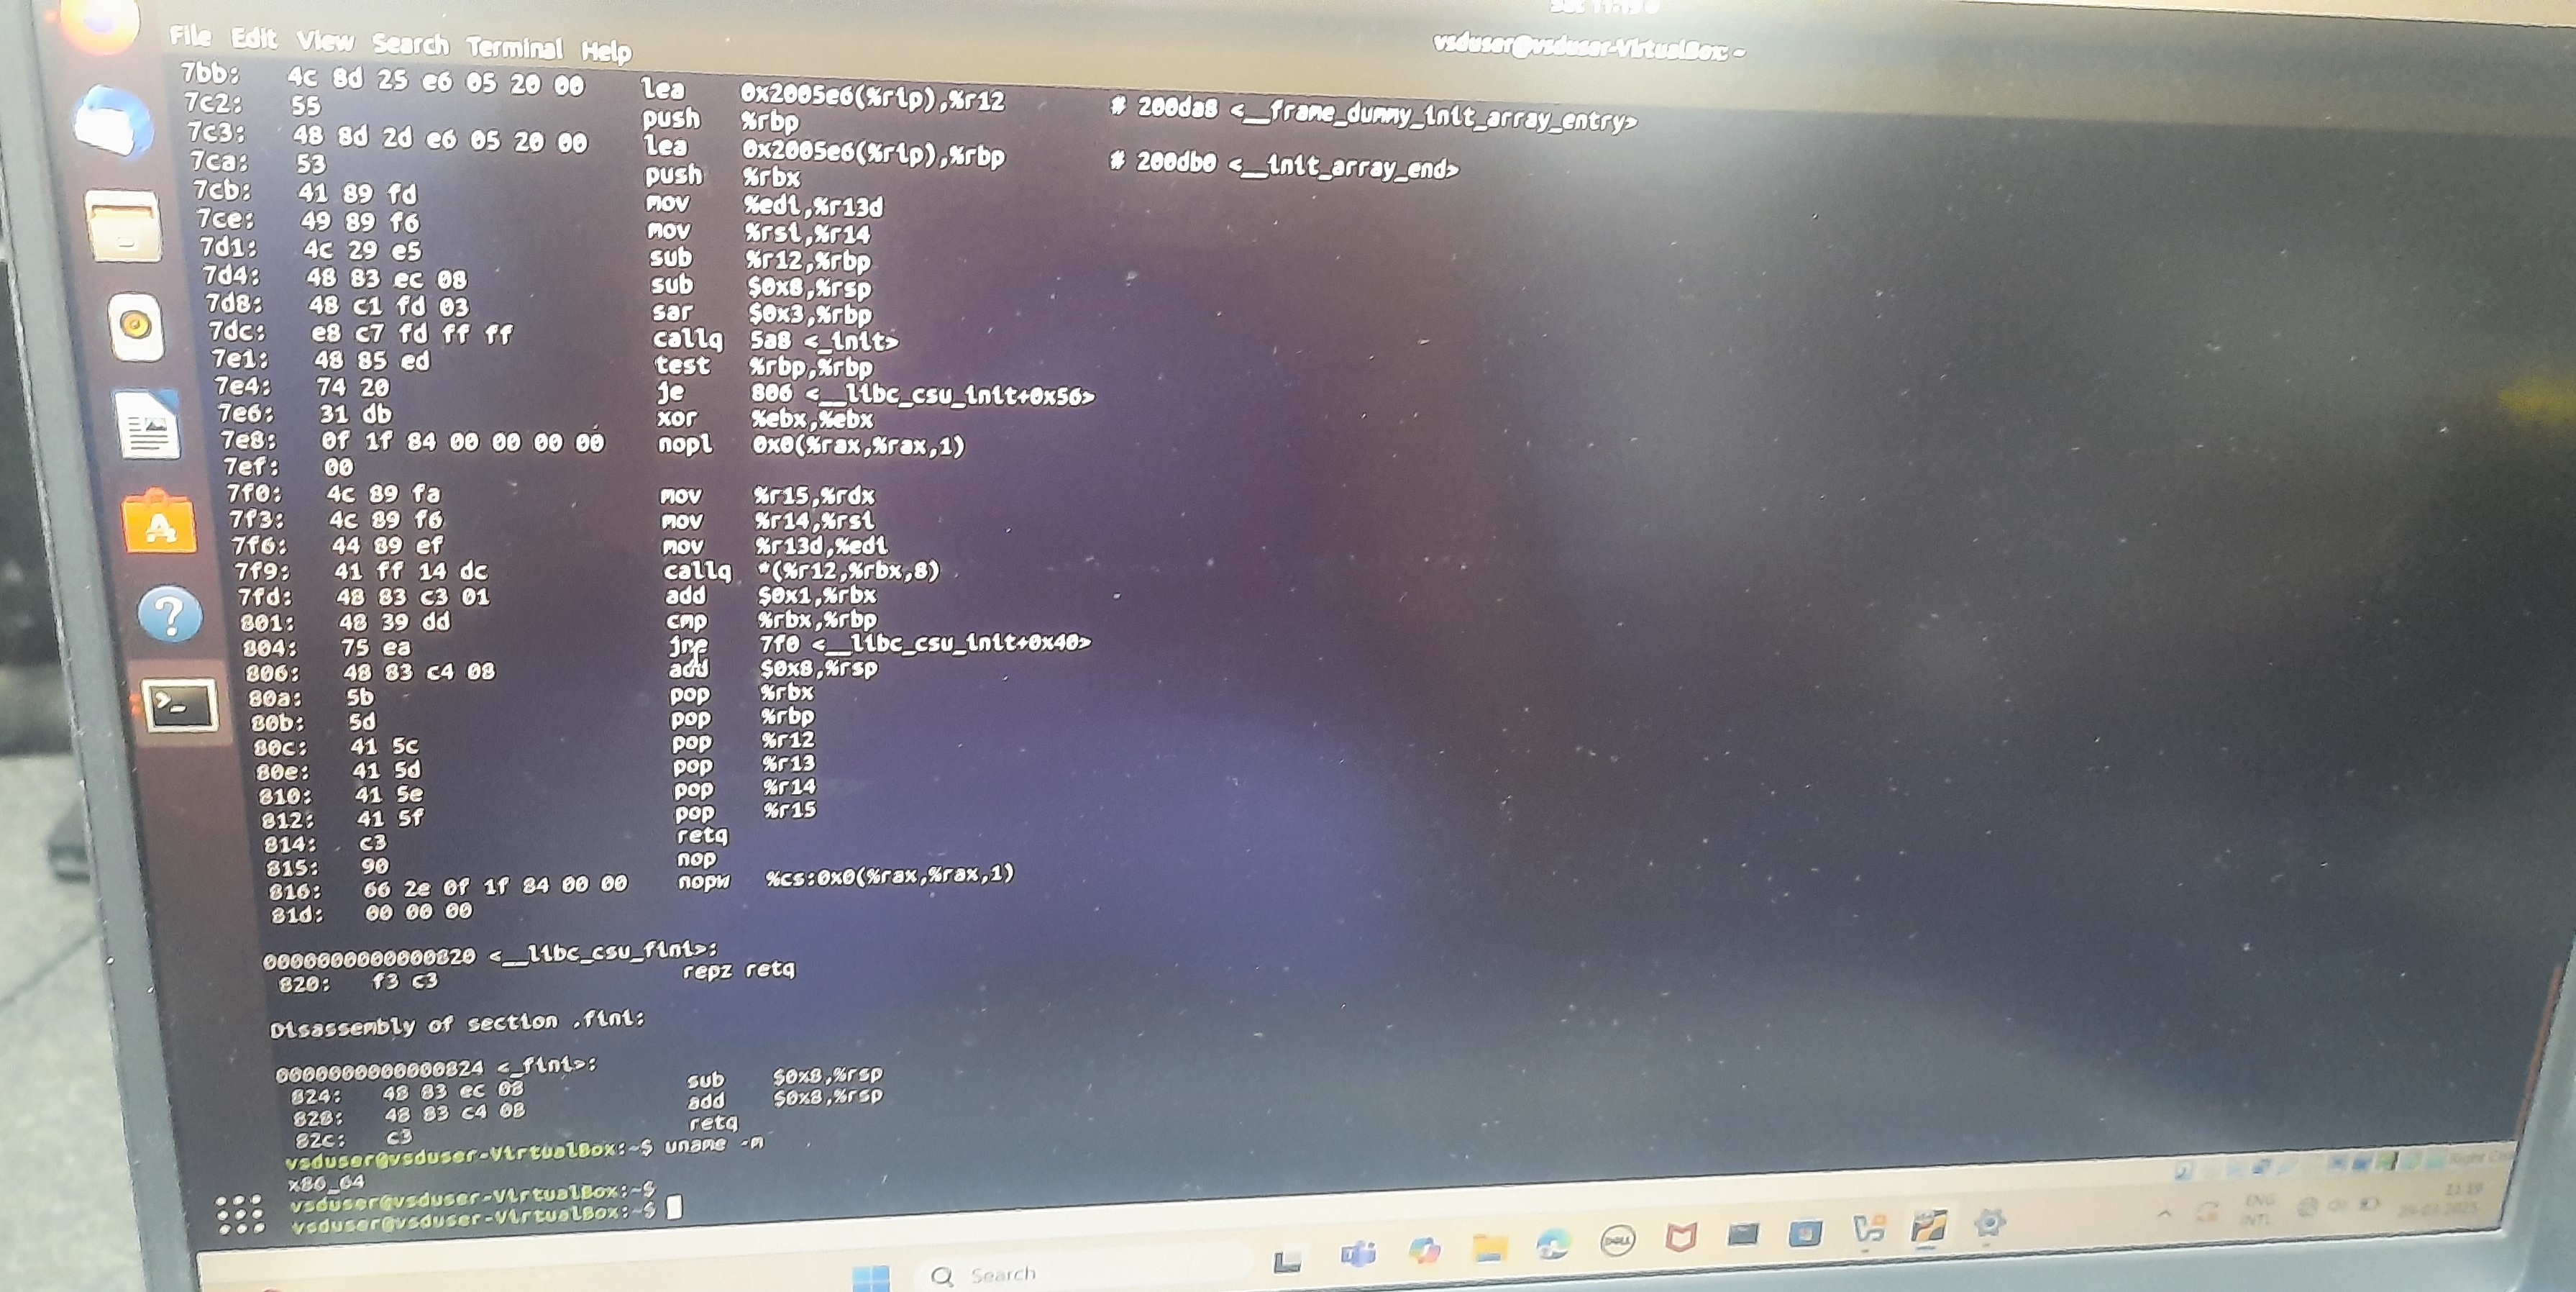 File Edit View Search Terminal Help
vsduser@vsduser-VirtualBox: ~
7bb: 4c 8d 25 e6 05 20 00 lea 0x2005e6(%rip),%r12 # 200da8 <__frame_dummy_init_array_entry>
7c2: 55 push %rbp
7c3: 48 8d 2d e6 05 20 00 lea 0x2005e6(%rip),%rbp # 200db0 <__init_array_end>
7ca: 53 push %rbx
7cb: 41 89 fd mov %edi,%r13d
7ce: 49 89 f6 mov %rsi,%r14
7d1: 4c 29 e5 sub %r12,%rbp
7d4: 48 83 ec 08 sub $0x8,%rsp
7d8: 48 c1 fd 03 sar $0x3,%rbp
7dc: e8 c7 fd ff ff callq 5a8 <_init>
7e1: 48 85 ed test %rbp,%rbp
7e4: 74 20 je 806 <__libc_csu_init+0x56>
7e6: 31 db xor %ebx,%ebx
7e8: 0f 1f 84 00 00 00 00 nopl 0x0(%rax,%rax,1)
7ef: 00
7f0: 4c 89 fa mov %r15,%rdx
7f3: 4c 89 f6 mov %r14,%rsi
7f6: 44 89 ef mov %r13d,%edi
7f9: 41 ff 14 dc callq *(%r12,%rbx,8)
7fd: 48 83 c3 01 add $0x1,%rbx
801: 48 39 dd cmp %rbx,%rbp
804: 75 ea jne 7f0 <__libc_csu_init+0x40>
806: 48 83 c4 08 add $0x8,%rsp
80a: 5b pop %rbx
80b: 5d pop %rbp
80c: 41 5c pop %r12
80e: 41 5d pop %r13
810: 41 5e pop %r14
812: 41 5f pop %r15
814: c3 retq
815: 90 nop
816: 66 2e 0f 1f 84 00 00 nopw %cs:0x0(%rax,%rax,1)
81d: 00 00 00
0000000000000820 <__libc_csu_fini>:
820: f3 c3 repz retq
Disassembly of section .fini:
0000000000000824 <_fini>:
824: 48 83 ec 08 sub $0x8,%rsp
828: 48 83 c4 08 add $0x8,%rsp
82c: c3 retq
vsduser@vsduser-VirtualBox:~$ uname -m
x86_64
vsduser@vsduser-VirtualBox:~$
vsduser@vsduser-VirtualBox:~$
Search
DELL
ENG
INTL
11:19